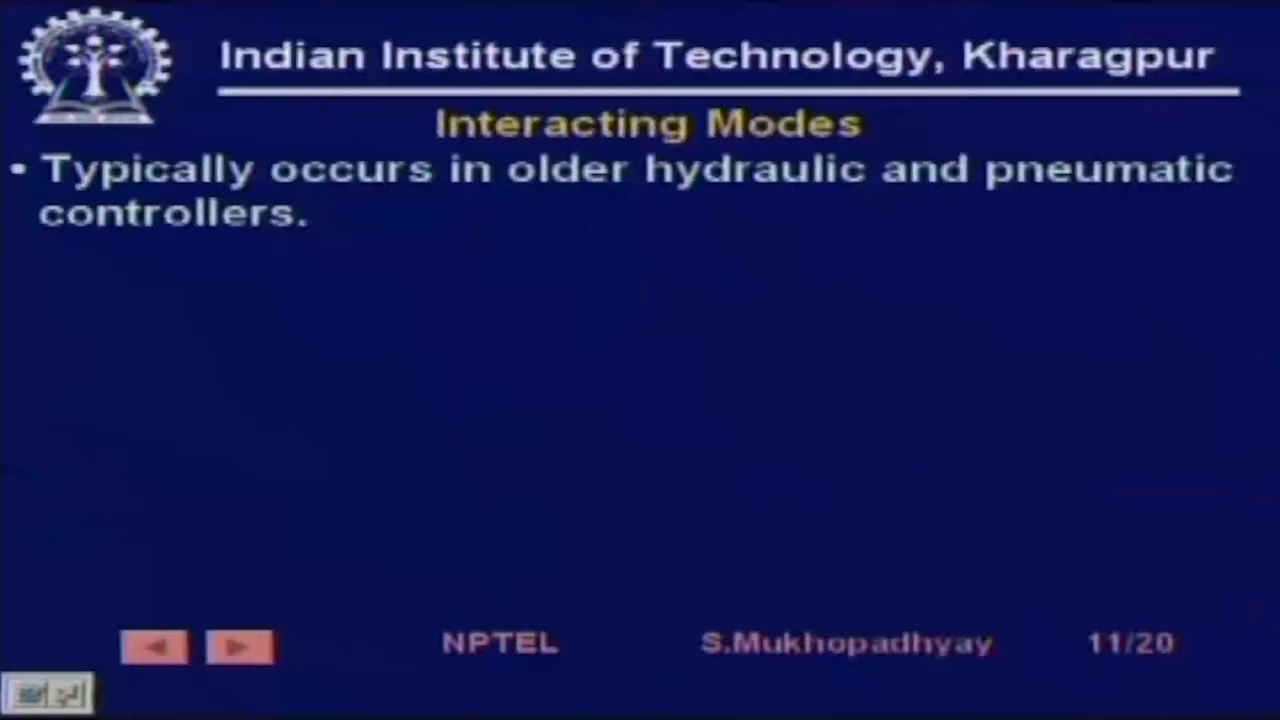 Indian Institute of Technology, Kharagpur
Interacting Modes
• Typically occurs in older hydraulic and pneumatic
controllers.
NPTEL S.Mukhopadhyay 11/20